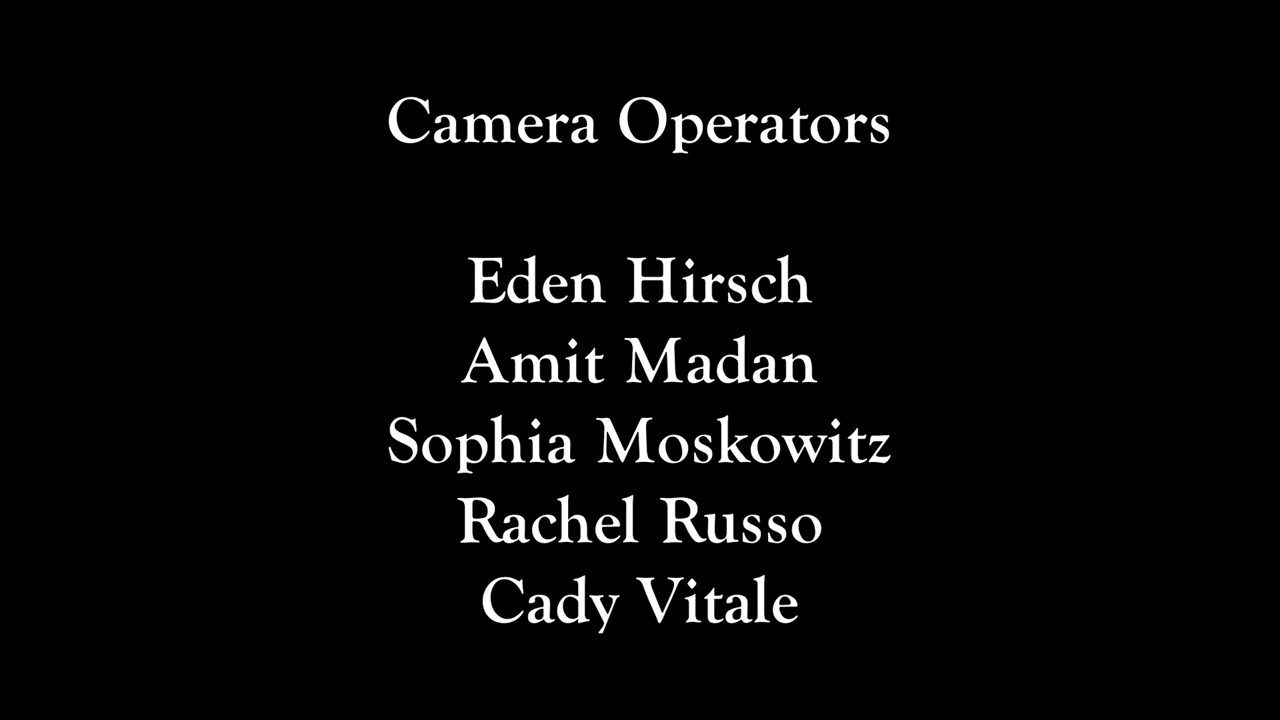 Camera Operators
Eden Hirsch
Amit Madan
Sophia Moskowitz
Rachel Russo
Cady Vitale